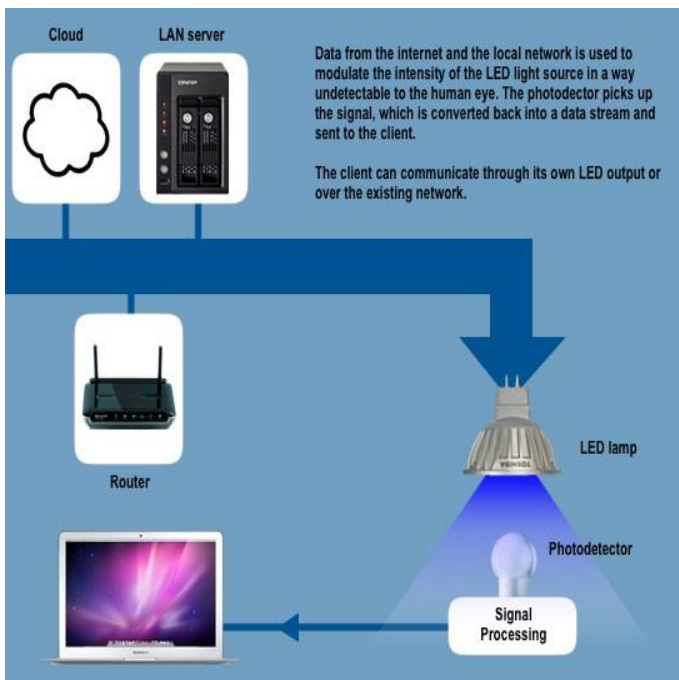 Cloud
LAN server
Data from the internet and the local network is used to
modulate the intensity of the LED light source in a way
undetectable to the human eye. The photodector picks up
the signal, which is converted back into a data stream and
sent to the client.
The client can communicate through its own LED output or
over the existing network.
Router
TOSHIBA
LED lamp
Photodetector
Signal
Processing